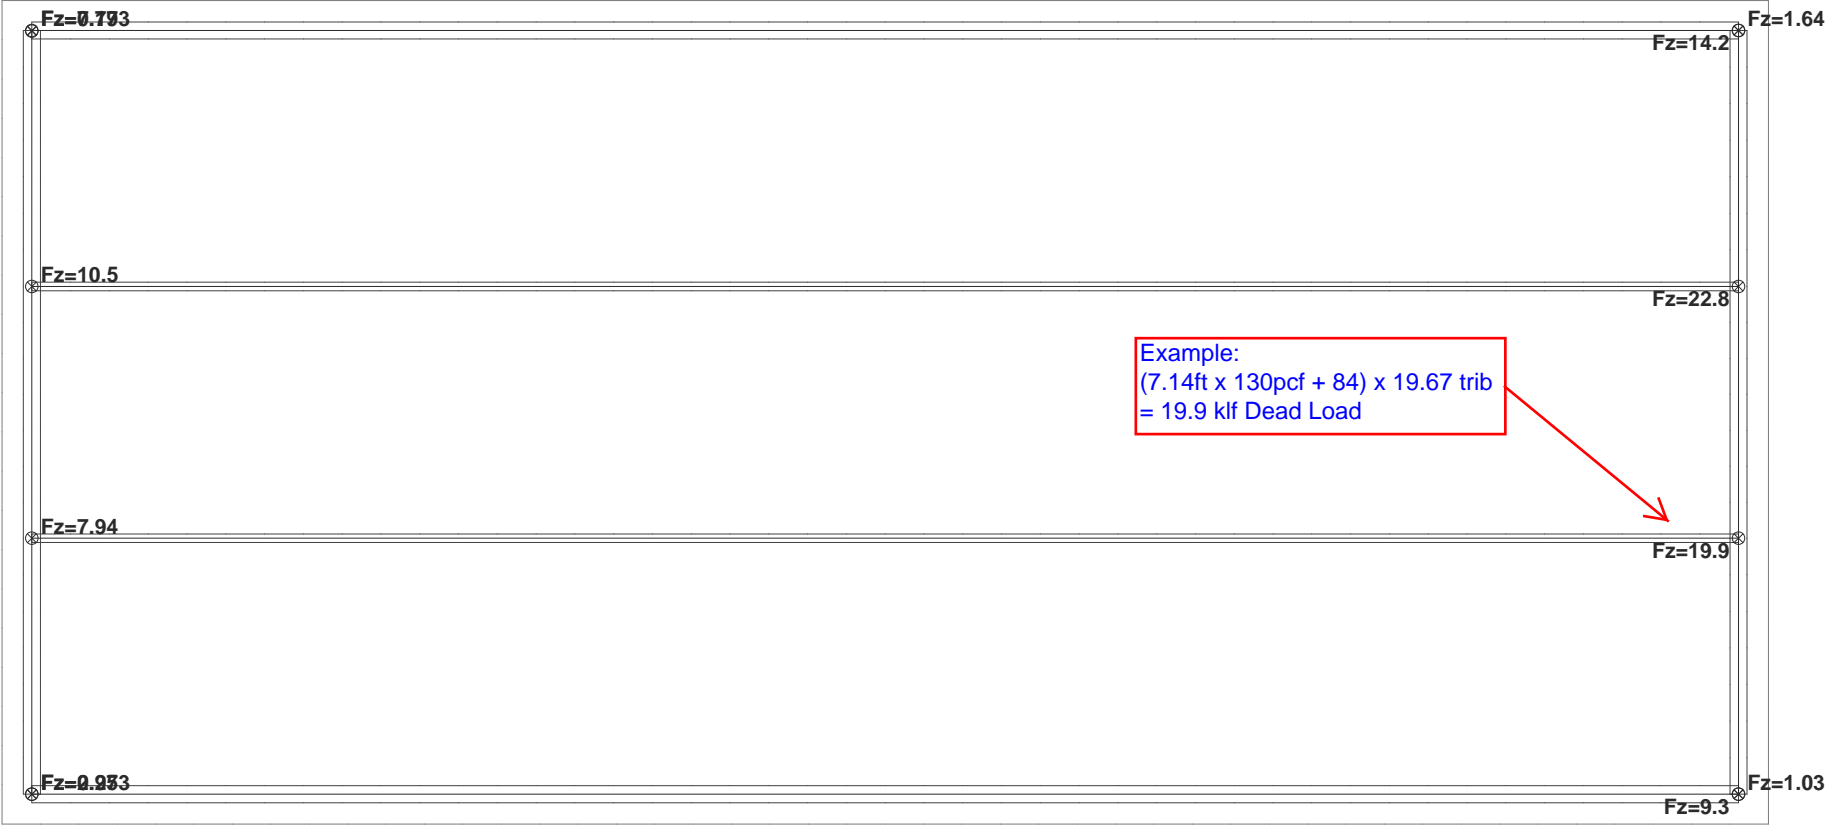 Fz=1.64
Fz=14.2
Fz=10.5
Fz=22.8
Example:
(7.14ft x 130pcf + 84) x 19.67 trib
= 19.9 klf Dead Load
Fz=7.94
Fz=19.9
Fz=1.03
Fz=9.3